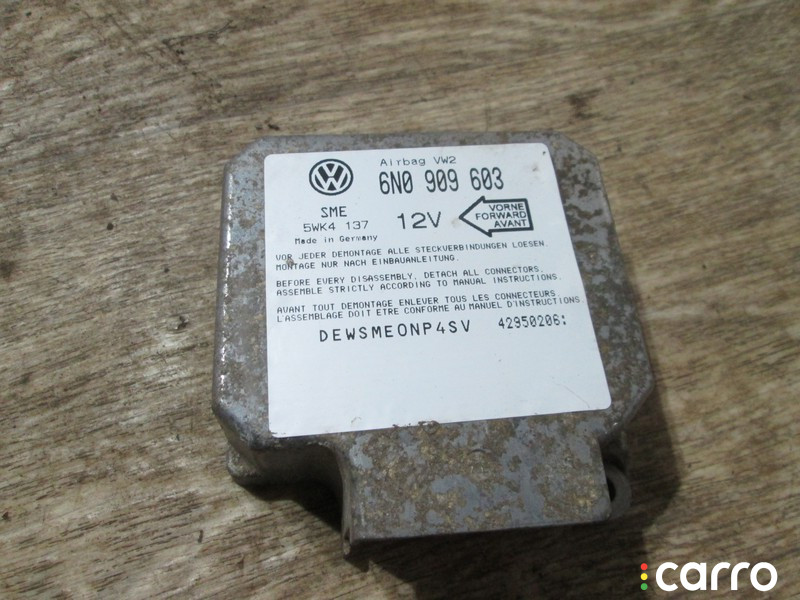 Airbag VW2
6N0 909 603
SME
5WK4 137
Made in Germany
12V
VORNE
FORWARD
AVANT
VOR JEDER DEMONTAGE ALLE STECKVERBINDUNGEN LOESEN.
MONTAGE NUR NACH EINBAUANLEITUNG.
BEFORE EVERY DISASSEMBLY, DETACH ALL CONNECTORS.
ASSEMBLE STRICTLY ACCORDING TO MANUAL INSTRUCTIONS.
AVANT TOUT DEMONTAGE ENLEVER TOUS LES CONNECTEURS
L'ASSEMBLAGE DOIT ETRE CONFORME AU MANUEL D'INSTRUCTIONS
DEWSMEONP4SV 42950206:
carro